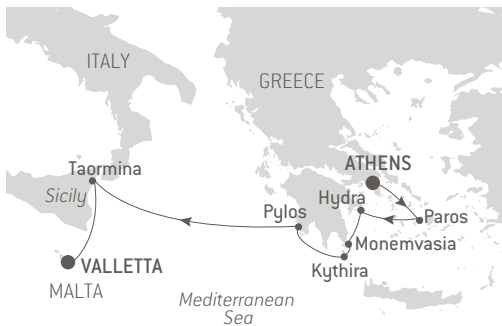 ITALY
GREECE
ATHENS
Taormina
Sicily
Hydra
Pylos
Paros
Monemvasia
Kythira
VALLETTA
MALTA
Mediterranean
Sea